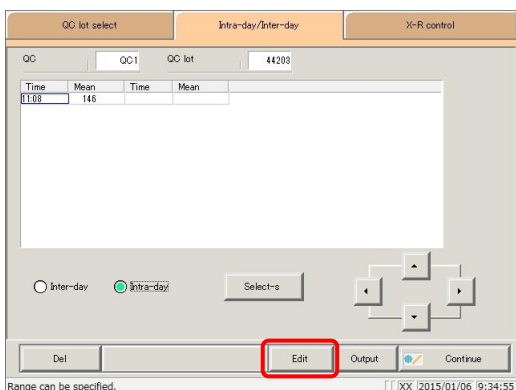 QC lot select Intra-day/Inter-day X-R control
QC QC1 QC lot 44203
Time Mean Time Mean
11:08 146
Inter-day Intra-day Select-s
Del Edit Output Continue
Range can be specified. XX 2015/01/06 9:34:55